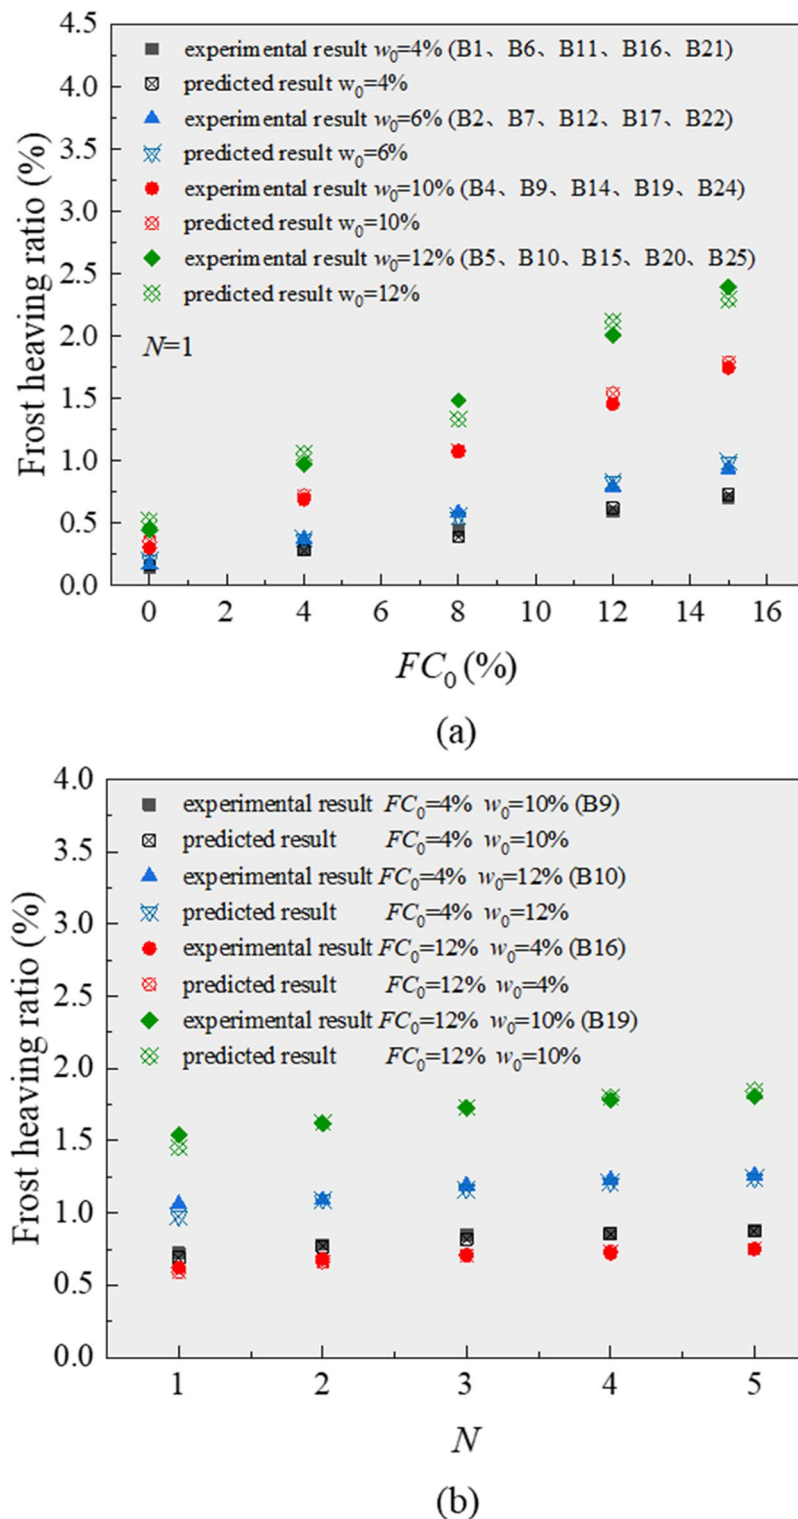 4.5
experimental result w₀=4% (B1、B6、B11、B16、B21)
4.0
predicted result w₀=4%
experimental result w₀=6% (B2、B7、B12、B17、B22)
3.5
predicted result w₀=6%
experimental result w₀=10% (B4、B9、B14、B19、B24)
3.0
predicted result w₀=10%
experimental result w₀=12% (B5、B10、B15、B20、B25)
2.5
predicted result w₀=12%
2.0
N=1
1.5
1.0
0.5
0.0
Frost heaving ratio (%)
0 2 4 6 8 10 12 14 16
FC₀ (%)
(a)
4.0
experimental result FC₀=4% w₀=10% (B9)
predicted result FC₀=4% w₀=10%
3.5
experimental result FC₀=4% w₀=12% (B10)
predicted result FC₀=4% w₀=12%
3.0
experimental result FC₀=12% w₀=4% (B16)
predicted result FC₀=12% w₀=4%
2.5
experimental result FC₀=12% w₀=10% (B19)
predicted result FC₀=12% w₀=10%
2.0
1.5
1.0
0.5
0.0
Frost heaving ratio (%)
1 2 3 4 5
N
(b)